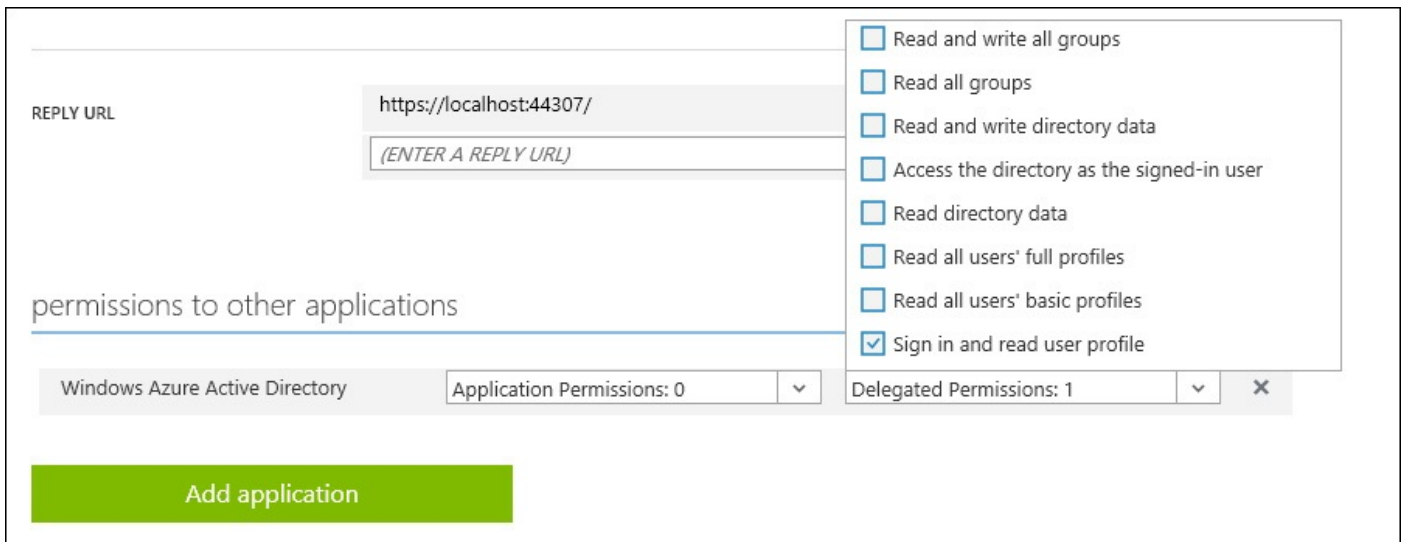 Read and write all groups
Read all groups
REPLY URL
https://localhost:44307/
Read and write directory data
(ENTER A REPLY URL)
Access the directory as the signed-in user
Read directory data
Read all users' full profiles
permissions to other applications
Read all users' basic profiles
Sign in and read user profile
Windows Azure Active Directory
Application Permissions: 0
Delegated Permissions: 1
Add application